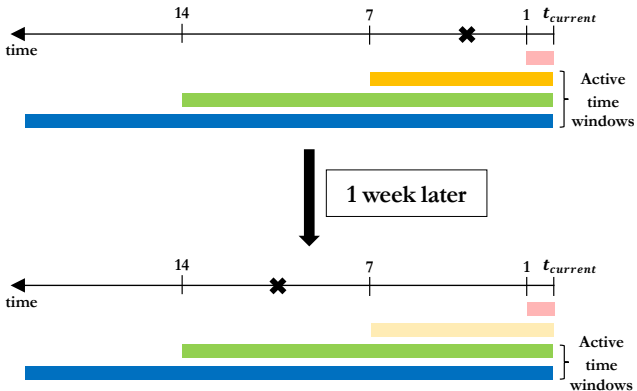 14 7 1 t_current
time
Active
time
windows
1 week later
14 7 1 t_current
time
Active
time
windows